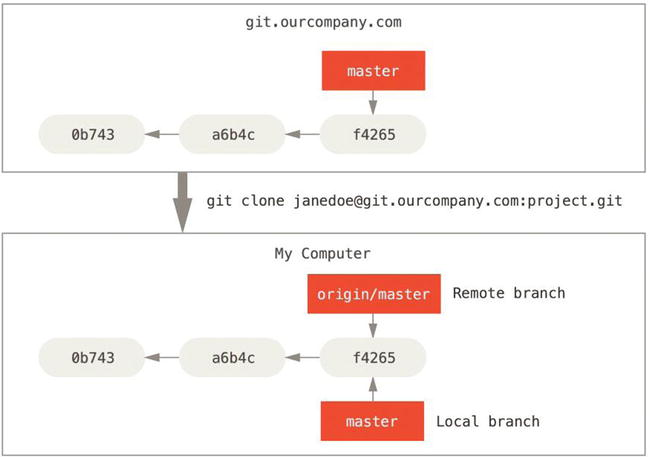 git.ourcompany.com
master
0b743
a6b4c
f4265
git clone janedoe@git.ourcompany.com:project.git
My Computer
origin/master
Remote branch
0b743
a6b4c
f4265
master
Local branch